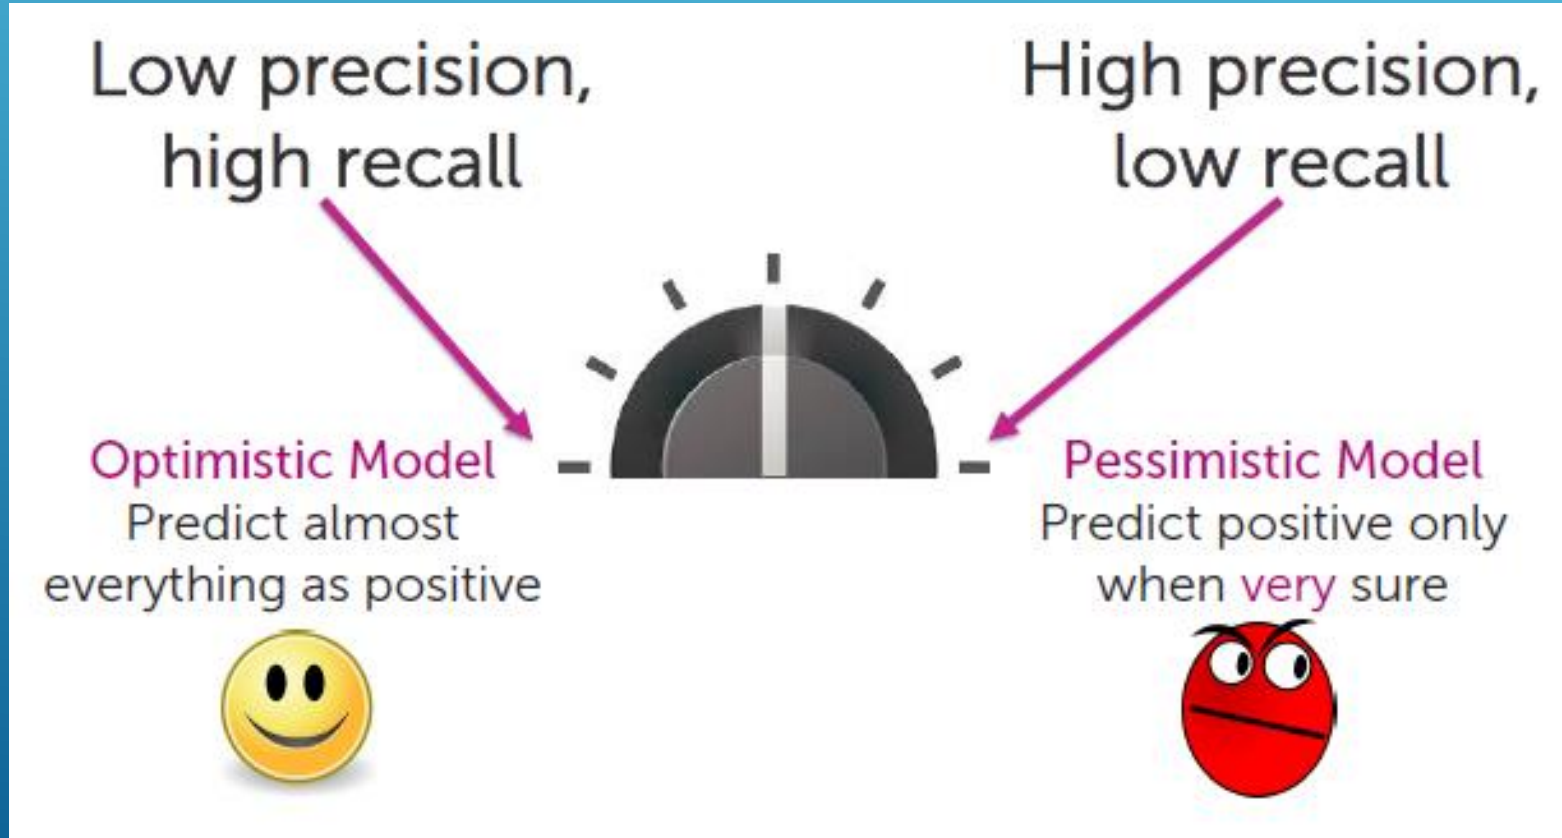 Low precision,
high recall
High precision,
low recall
Optimistic Model
Predict almost
everything as positive
Pessimistic Model
Predict positive only
when very sure